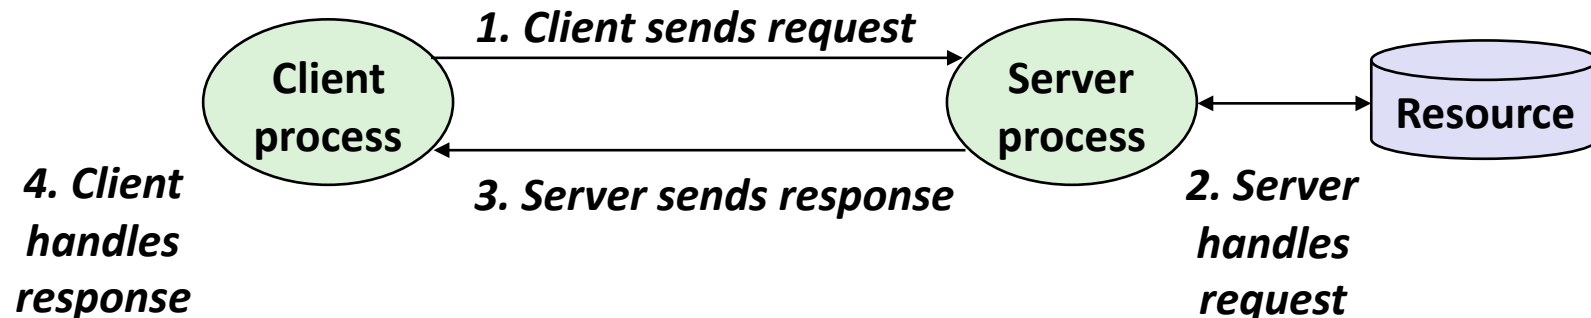 1. Client sends request
Client
process
Server
process
Resource
3. Server sends response
4. Client
handles
response
2. Server
handles
request